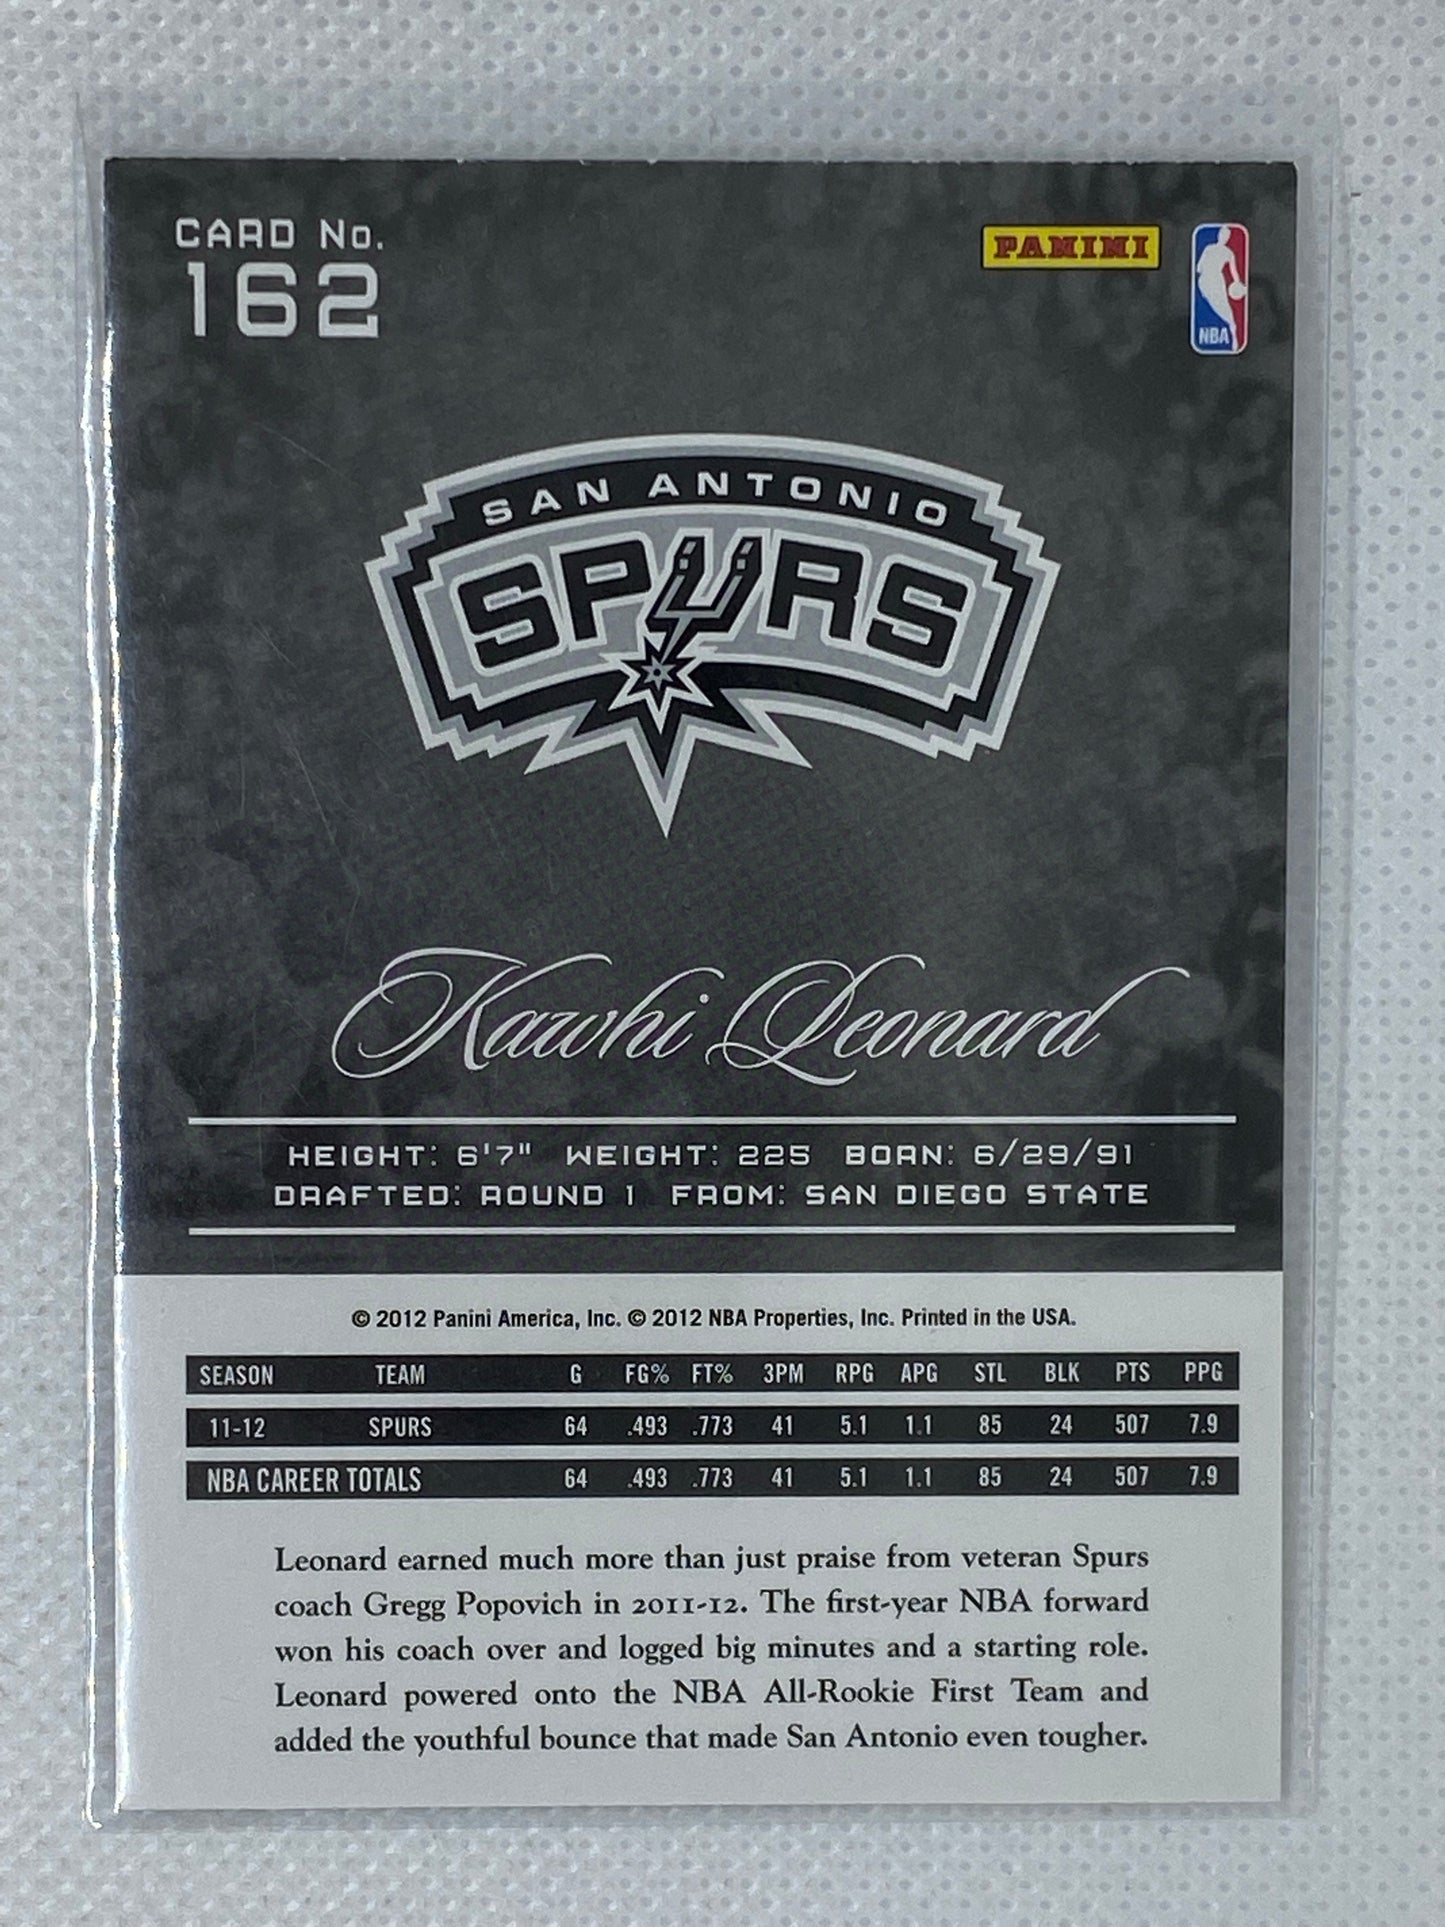 CARD No.
162
PANINI
NBA
SAN ANTONIO
SPURS
Kawhi Leonard
HEIGHT: 6'7" WEIGHT: 225 BORN: 6/29/91
DRAFTED: ROUND 1 FROM: SAN DIEGO STATE
© 2012 Panini America, Inc. © 2012 NBA Properties, Inc. Printed in the USA.
SEASON TEAM G FG% FT% 3PM RPG APG STL BLK PTS PPG
11-12 SPURS 64 .493 .773 41 5.1 1.1 85 24 507 7.9
NBA CAREER TOTALS 64 .493 .773 41 5.1 1.1 85 24 507 7.9
Leonard earned much more than just praise from veteran Spurs
coach Gregg Popovich in 2011-12. The first-year NBA forward
won his coach over and logged big minutes and a starting role.
Leonard powered onto the NBA All-Rookie First Team and
added the youthful bounce that made San Antonio even tougher.